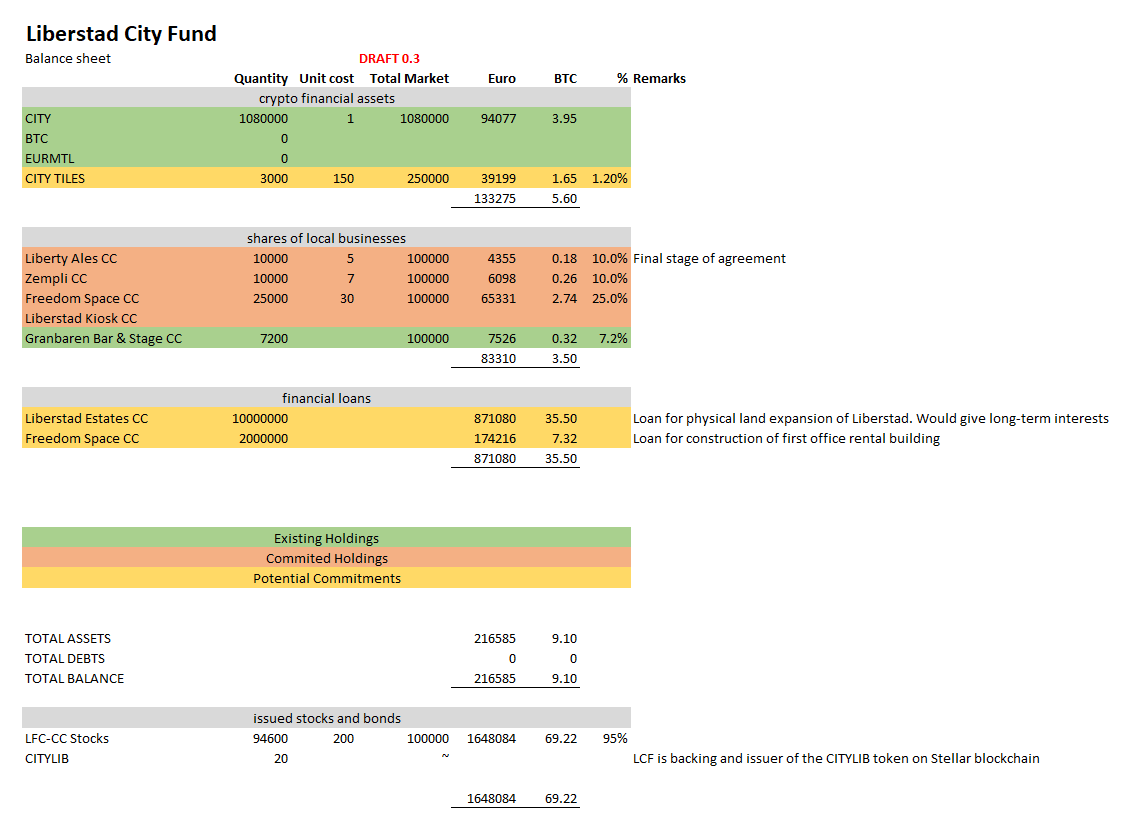 Liberstad City Fund
Balance sheet DRAFT 0.3
Quantity Unit cost Total Market Euro BTC % Remarks
crypto financial assets
CITY 1080000 1 1080000 94077 3.95
BTC 0
EURMTL 0
CITY TILES 3000 150 250000 39199 1.65 1.20%
133275 5.60
shares of local businesses
Liberty Ales CC 10000 5 100000 4355 0.18 10.0% Final stage of agreement
Zempli CC 10000 7 100000 6098 0.26 10.0%
Freedom Space CC 25000 30 100000 65331 2.74 25.0%
Liberstad Kiosk CC
Granbaren Bar & Stage CC 7200 100000 7526 0.32 7.2%
83310 3.50
financial loans
Liberstad Estates CC 10000000 871080 35.50 Loan for physical land expansion of Liberstad. Would give long-term interests
Freedom Space CC 2000000 174216 7.32 Loan for construction of first office rental building
871080 35.50
Existing Holdings
Commited Holdings
Potential Commitments
TOTAL ASSETS 216585 9.10
TOTAL DEBTS 0 0
TOTAL BALANCE 216585 9.10
issued stocks and bonds
LFC-CC Stocks 94600 200 100000 1648084 69.22 95%
CITYLIB 20 ~ LCF is backing and issuer of the CITYLIB token on Stellar blockchain
1648084 69.22